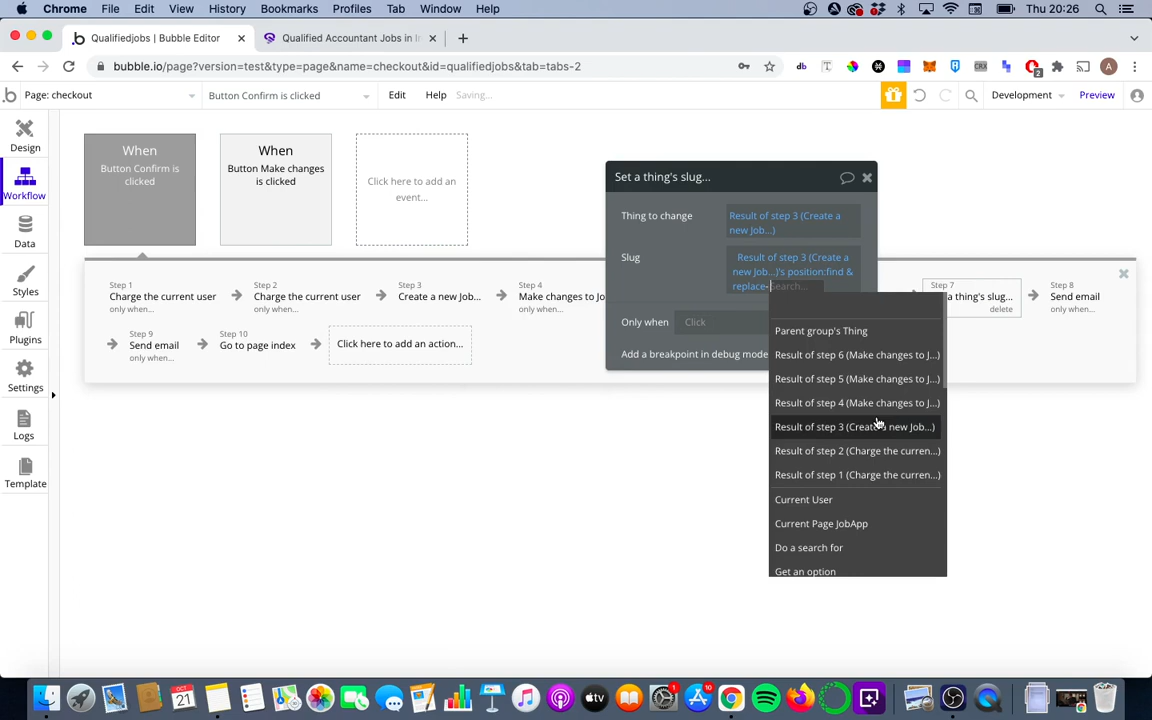 Chrome File Edit View History Bookmarks Profiles Tab Window Help Thu 20:26
Qualifiedjobs | Bubble Editor
Qualified Accountant Jobs in I
bubble.io/page?version=test&type=page&name=checkout&id=qualifiedjobs&tab=tabs-2
Page: checkout
Button Confirm is clicked
Edit
Help
Saving...
Development
Preview
Design
Workflow
Data
Styles
Plugins
Settings
Logs
Template
When
Button Confirm is
clicked
When
Button Make changes
is clicked
Click here to add an
event...
Step 1
Charge the current user
only when...
Step 2
Charge the current user
only when...
Step 3
Create a new Job...
Step 4
Make changes to Jo
only when...
Step 7
a thing's slug...
delete
Step 8
Send email
only when...
Step 9
Send email
only when...
Step 10
Go to page index
Click here to add an action...
Set a thing's slug...
Thing to change
Result of step 3 (Create a
new Job...)
Slug
Result of step 3 (Create a
new Job...)'s position:find &
replace-Search...
Only when
Click
Add a breakpoint in debug mode
Parent group's Thing
Result of step 6 (Make changes to J...)
Result of step 5 (Make changes to J...)
Result of step 4 (Make changes to J...)
Result of step 3 (Create a new Job...)
Result of step 2 (Charge the curren...)
Result of step 1 (Charge the curren...)
Current User
Current Page JobApp
Do a search for
Get an option